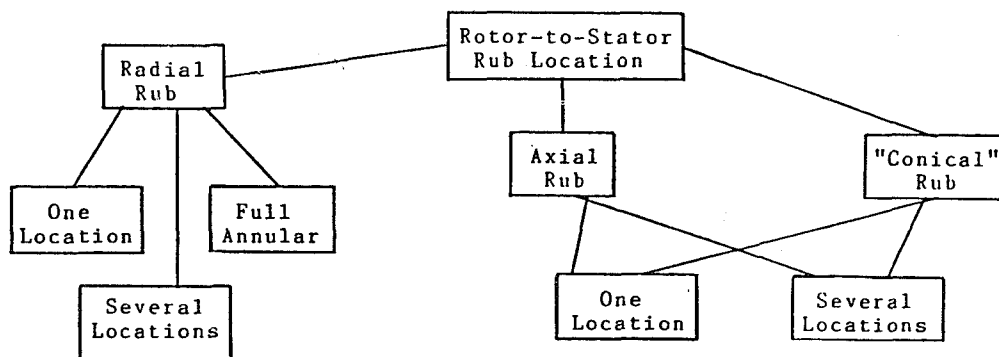 Rotor-to-Stator
Rub Location
Radial
Rub
Axial
Rub
"Conical"
Rub
One
Location
Full
Annular
Several
Locations
One
Location
Several
Locations